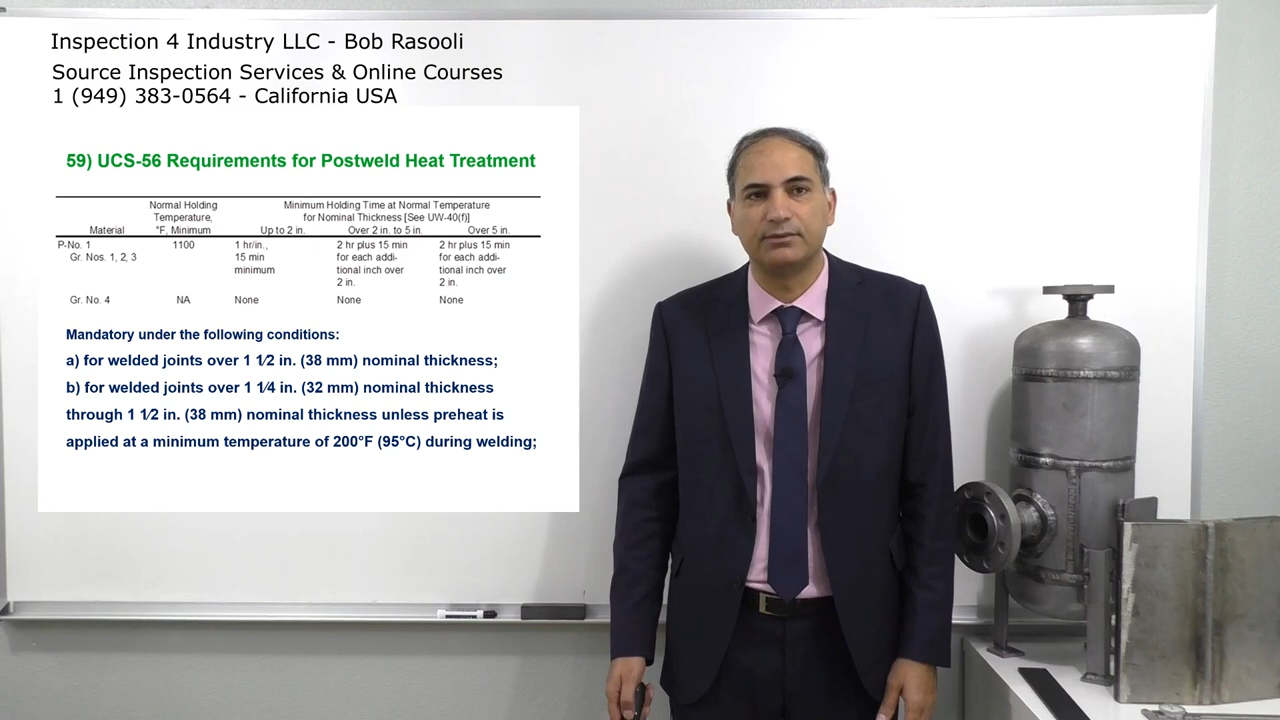 Inspection 4 Industry LLC - Bob Rasooli
Source Inspection Services & Online Courses
1 (949) 383-0564 - California USA
59) UCS-56 Requirements for Postweld Heat Treatment
Normal Holding Minimum Holding Time at Normal Temperature
Temperature, for Nominal Thickness [See UW-40(f)]
Material °F, Minimum Up to 2 in. Over 2 in. to 5 in. Over 5 in.
P-No. 1 1100 1 hr/in., 2 hr plus 15 min 2 hr plus 15 min
Gr. Nos. 1, 2, 3 15 min for each addi- for each addi-
minimum tional inch over tional inch over
2 in. 2 in.
Gr. No. 4 NA None None None
Mandatory under the following conditions:
a) for welded joints over 1 1/2 in. (38 mm) nominal thickness;
b) for welded joints over 1 1/4 in. (32 mm) nominal thickness
through 1 1/2 in. (38 mm) nominal thickness unless preheat is
applied at a minimum temperature of 200°F (95°C) during welding;